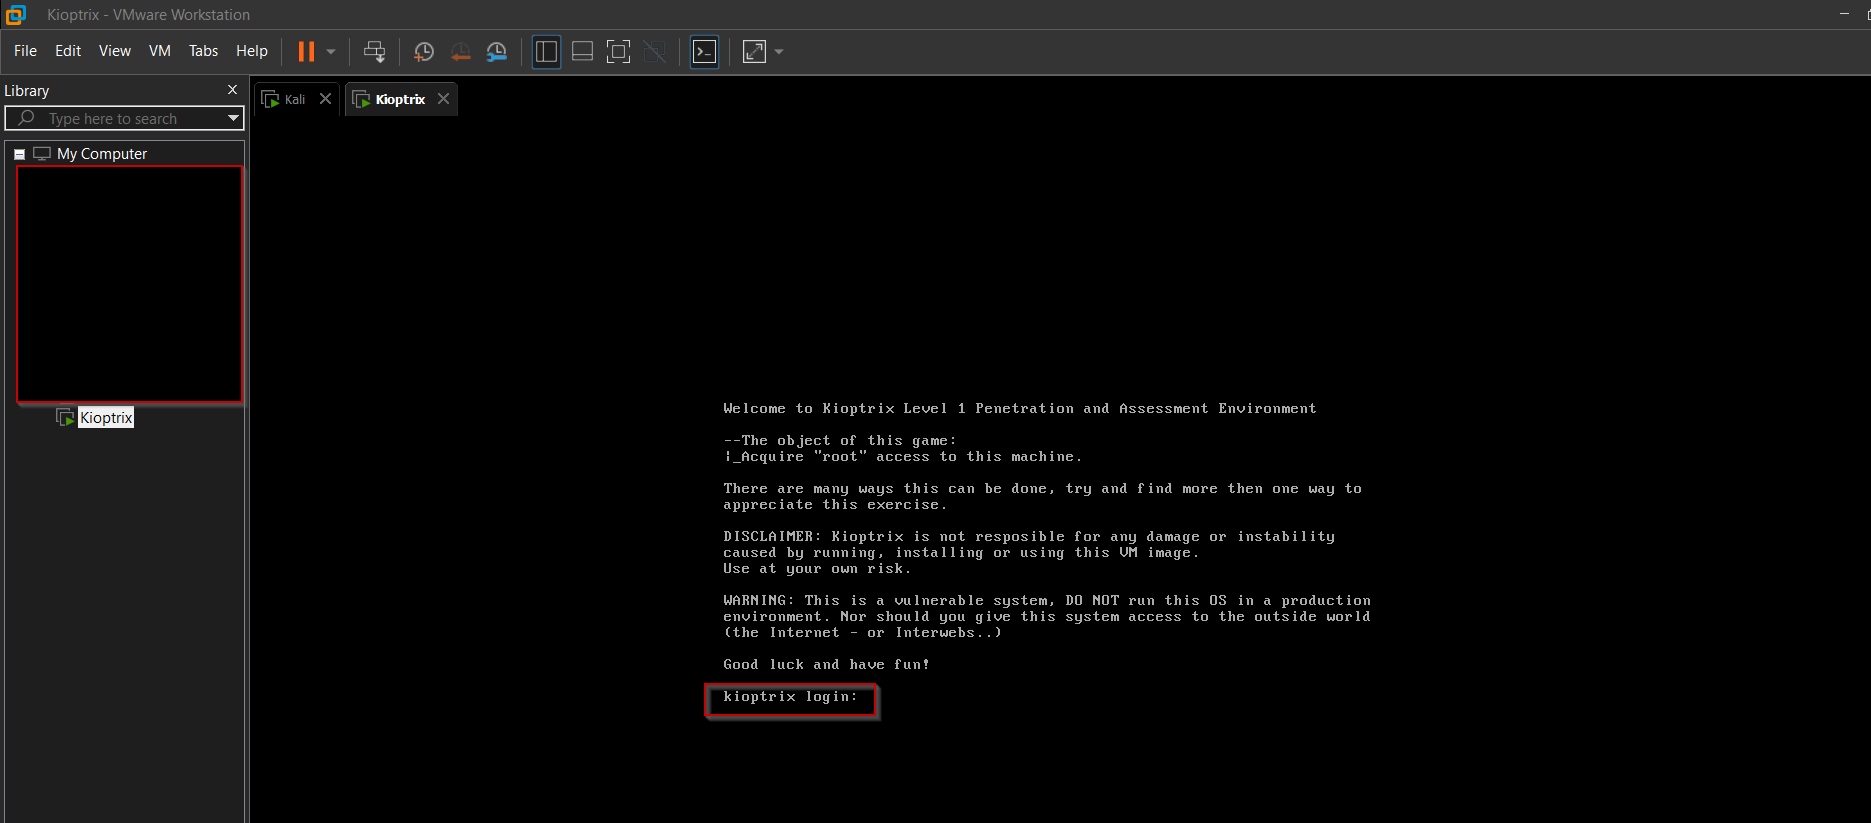 Kioptrix - VMware Workstation
File Edit View VM Tabs Help
Library
Type here to search
My Computer
Kioptrix
Kali
Kioptrix
Welcome to Kioptrix Level 1 Penetration and Assessment Environment
--The object of this game:
|_Acquire "root" access to this machine.
There are many ways this can be done, try and find more then one way to
appreciate this exercise.
DISCLAIMER: Kioptrix is not resposible for any damage or instability
caused by running, installing or using this VM image.
Use at your own risk.
WARNING: This is a vulnerable system, DO NOT run this OS in a production
environment. Nor should you give this system access to the outside world
(the Internet - or Interwebs..)
Good luck and have fun!
kioptrix login: